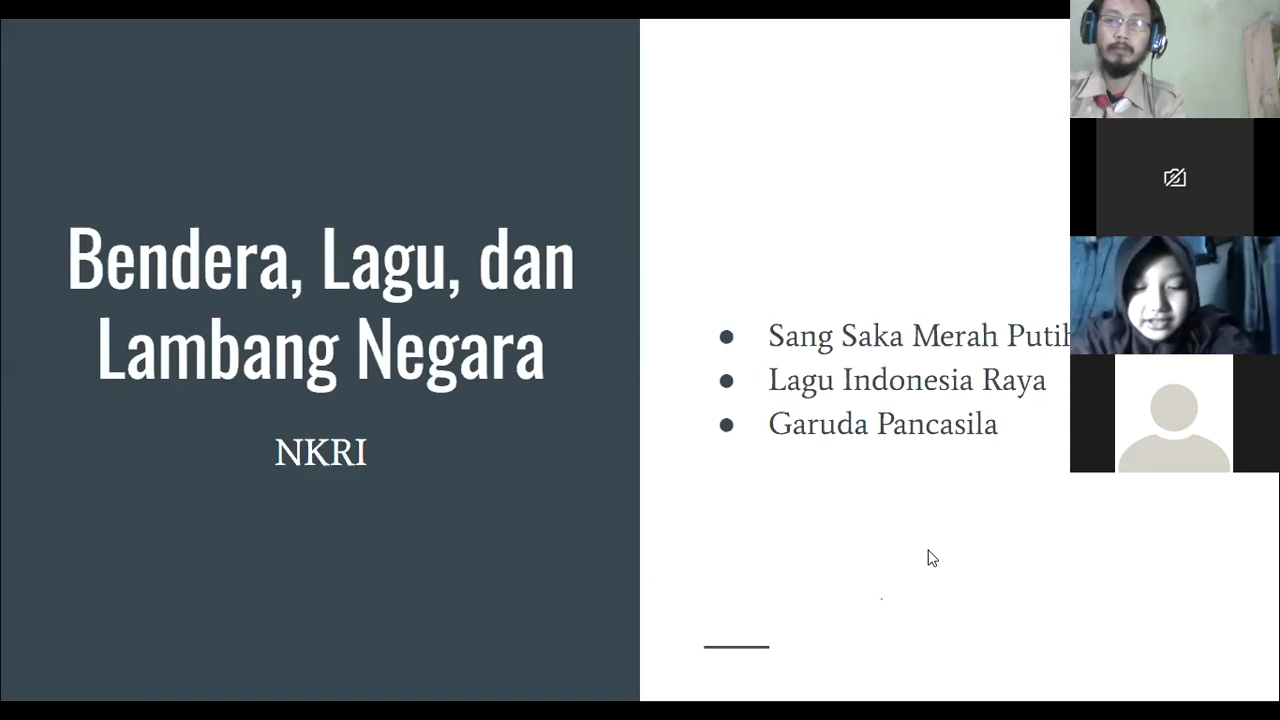 Bendera, Lagu, dan
Lambang Negara
NKRI
● Sang Saka Merah Putih
● Lagu Indonesia Raya
● Garuda Pancasila